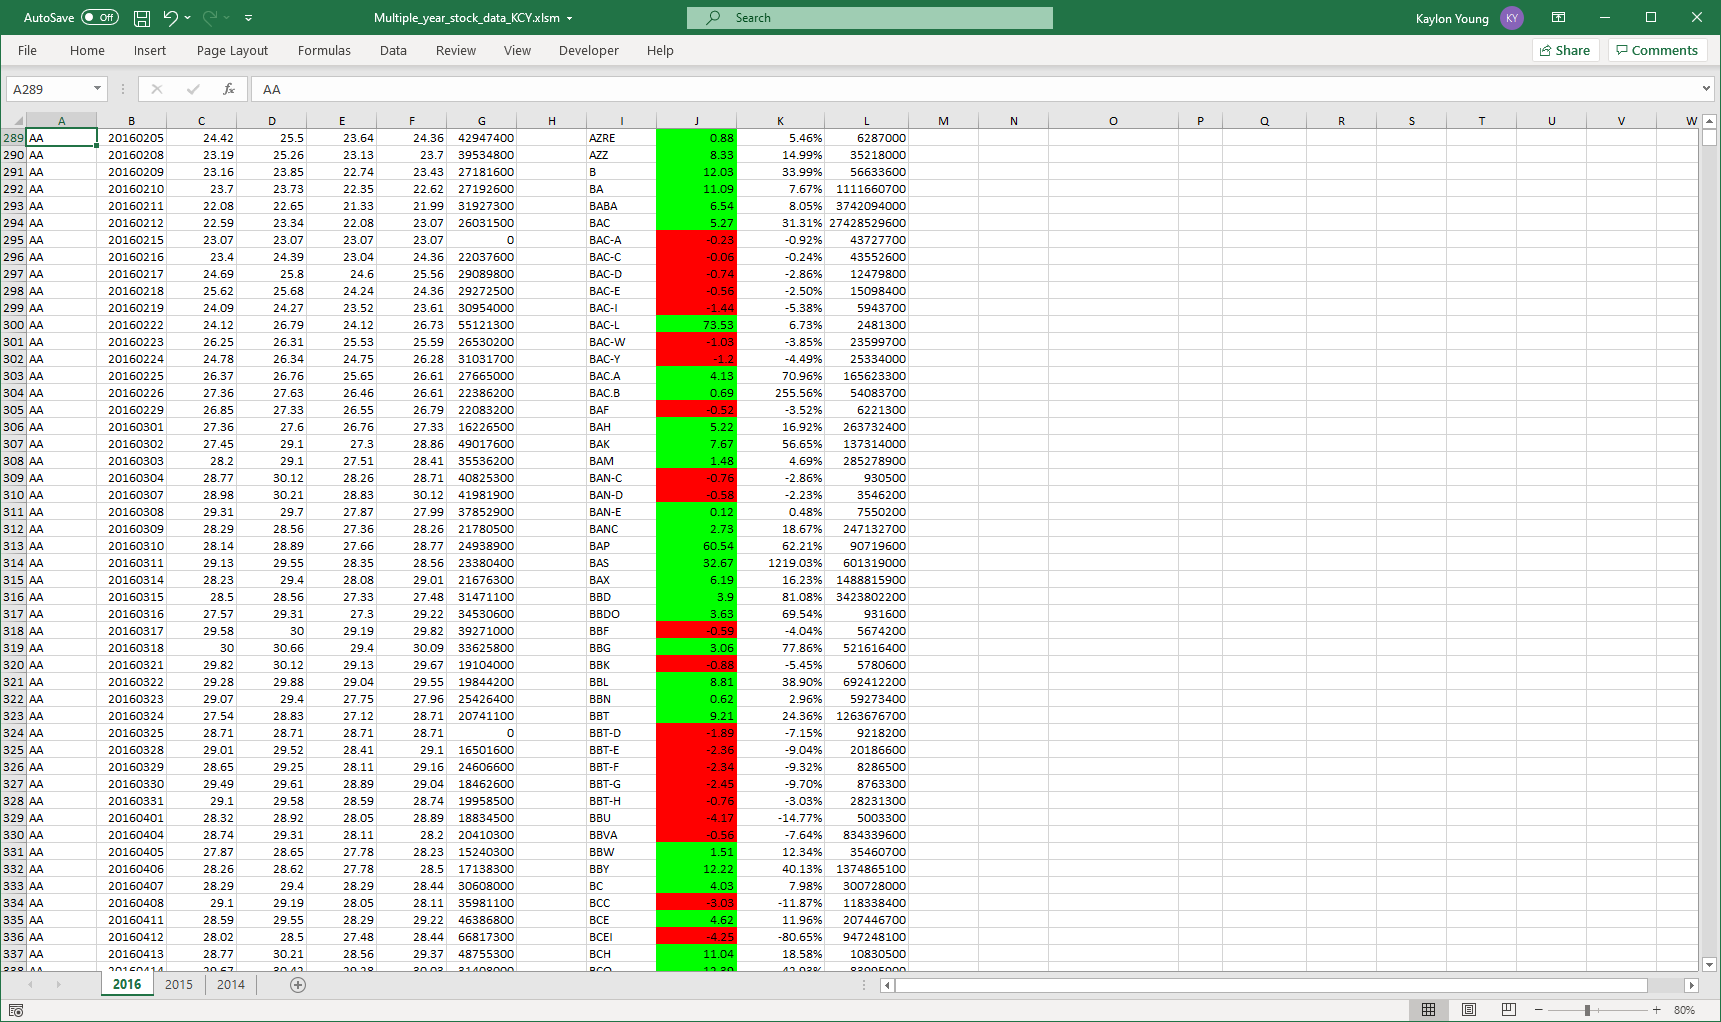 AutoSave Off Multiple_year_stock_data_KCY.xlsm Search Kaylon Young KY
File Home Insert Page Layout Formulas Data Review View Developer Help Share Comments
A289 fx AA
A B C D E F G H I J K L M N O P Q R S T U V W
289 AA 20160205 24.42 25.5 23.64 24.36 42947400 AZRE 0.88 5.46% 6287000
290 AA 20160208 23.19 25.26 23.13 23.7 39534800 AZZ 8.33 14.99% 35218000
291 AA 20160209 23.16 23.85 22.74 23.43 27181600 B 12.03 33.99% 56633600
292 AA 20160210 23.7 23.73 22.35 22.62 27192600 BA 11.09 7.67% 1111660700
293 AA 20160211 22.08 22.65 21.33 21.99 31927300 BABA 6.54 8.05% 3742094000
294 AA 20160212 22.59 23.34 22.08 23.07 26031500 BAC 5.27 31.31% 27428529600
295 AA 20160215 23.07 23.07 23.07 23.07 0 BAC-A -0.23 -0.92% 43727700
296 AA 20160216 23.4 24.39 23.04 24.36 22037600 BAC-C -0.06 -0.24% 43552600
297 AA 20160217 24.69 25.8 24.6 25.56 29089800 BAC-D -0.74 -2.86% 12479800
298 AA 20160218 25.62 25.68 24.24 24.36 29272500 BAC-E -0.56 -2.50% 15098400
299 AA 20160219 24.09 24.27 23.52 23.61 30954000 BAC-I -1.44 -5.38% 5943700
300 AA 20160222 24.12 26.79 24.12 26.73 55121300 BAC-L 73.53 6.73% 2481300
301 AA 20160223 26.25 26.31 25.53 25.59 26530200 BAC-W -1.03 -3.85% 23599700
302 AA 20160224 24.78 26.34 24.75 26.28 31031700 BAC-Y -1.2 -4.49% 25334000
303 AA 20160225 26.37 26.76 25.65 26.61 27665000 BAC.A 4.13 70.96% 165623300
304 AA 20160226 27.36 27.63 26.46 26.61 22386200 BAC.B 0.69 255.56% 54083700
305 AA 20160229 26.85 27.33 26.55 26.79 22083200 BAF -0.52 -3.52% 6221300
306 AA 20160301 27.36 27.6 26.76 27.33 16226500 BAH 5.22 16.92% 263732400
307 AA 20160302 27.45 29.1 27.3 28.86 49017600 BAK 7.67 56.65% 137314000
308 AA 20160303 28.2 29.1 27.51 28.41 35536200 BAM 1.48 4.69% 285278900
309 AA 20160304 28.77 30.12 28.26 28.71 40825300 BAN-C -0.76 -2.86% 930500
310 AA 20160307 28.98 30.21 28.83 30.12 41981900 BAN-D -0.58 -2.23% 3546200
311 AA 20160308 29.31 29.7 27.87 27.99 37852900 BAN-E 0.12 0.48% 7550200
312 AA 20160309 28.29 28.56 27.36 28.26 21780500 BANC 2.73 18.67% 247132700
313 AA 20160310 28.14 28.89 27.66 28.77 24938900 BAP 60.54 62.21% 90719600
314 AA 20160311 29.13 29.55 28.35 28.56 23380400 BAS 32.67 1219.03% 601319000
315 AA 20160314 28.23 29.4 28.08 29.01 21676300 BAX 6.19 16.23% 1488815900
316 AA 20160315 28.5 28.56 27.33 27.48 31471100 BBD 3.9 81.08% 3423802200
317 AA 20160316 27.57 29.31 27.3 29.22 34530600 BBDO 3.63 69.54% 931600
318 AA 20160317 29.58 30 29.19 29.82 39271000 BBF -0.59 -4.04% 5674200
319 AA 20160318 30 30.66 29.4 30.09 33625800 BBG 3.06 77.86% 521616400
320 AA 20160321 29.82 30.12 29.13 29.67 19104000 BBK -0.88 -5.45% 5780600
321 AA 20160322 29.28 29.88 29.04 29.55 19844200 BBL 8.81 38.90% 692412200
322 AA 20160323 29.07 29.4 27.75 27.96 25426400 BBN 0.62 2.96% 59273400
323 AA 20160324 27.54 28.83 27.12 28.71 20741100 BBT 9.21 24.36% 1263676700
324 AA 20160325 28.71 28.71 28.71 28.71 0 BBT-D -1.89 -7.15% 9218200
325 AA 20160328 29.01 29.52 28.41 29.1 16501600 BBT-E -2.36 -9.04% 20186600
326 AA 20160329 28.65 29.25 28.11 29.16 24606600 BBT-F -2.34 -9.32% 8286500
327 AA 20160330 29.49 29.61 28.89 29.04 18462600 BBT-G -2.45 -9.70% 8763300
328 AA 20160331 29.1 29.58 28.59 28.74 19958500 BBT-H -0.76 -3.03% 28231300
329 AA 20160401 28.32 28.92 28.05 28.89 18834500 BBU -4.17 -14.77% 5003300
330 AA 20160404 28.74 29.31 28.11 28.2 20410300 BBVA -0.56 -7.64% 834339600
331 AA 20160405 27.87 28.65 27.78 28.23 15240300 BBW 1.51 12.34% 35460700
332 AA 20160406 28.26 28.62 27.78 28.5 17138300 BBY 12.22 40.13% 1374865100
333 AA 20160407 28.29 29.4 28.29 28.44 30608000 BC 4.03 7.98% 300728000
334 AA 20160408 29.1 29.19 28.05 28.11 35981100 BCC -3.03 -11.87% 118338400
335 AA 20160411 28.59 29.55 28.29 29.22 46386800 BCE 4.62 11.96% 207446700
336 AA 20160412 28.02 28.5 27.48 28.44 66817300 BCEI -4.25 -80.65% 947248100
337 AA 20160413 28.77 30.21 28.56 29.37 48755300 BCH 11.04 18.58% 10830500
338 AA 20160414
2016 2015 2014
80%